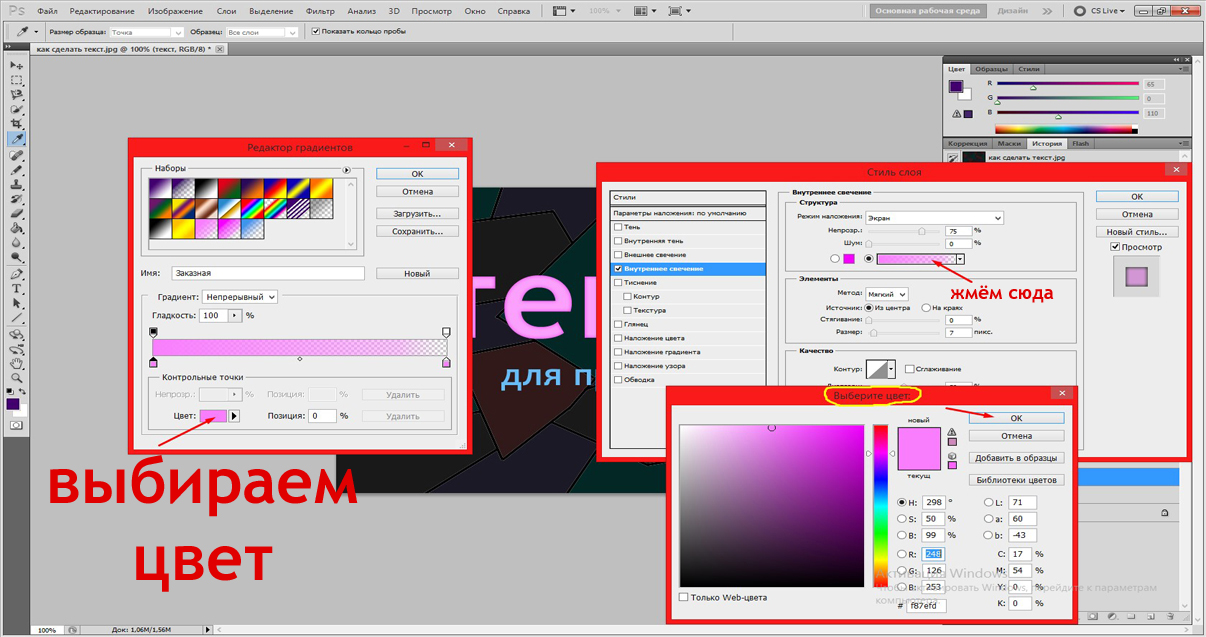 Ps Файл Редактирование Изображение Слои Выделение Фильтр Анализ 3D Просмотр Окно Справка 100% Основная рабочая среда Дизайн CS Live
Размер образца: Точка Образец: Все слои Показать кольцо пробы
как сделать текст.jpg @ 100% (текст, RGB/8) *
Цвет Образцы Стили
R 65
G 0
B 110
Коррекция Маски История Flash
как сделать текст.jpg
Редактор градиентов
Наборы
OK
Отмена
Загрузить...
Сохранить...
Имя: Заказная
Новый
Градиент: Непрерывный
Гладкость: 100 %
Контрольные точки
Непрозр.: % Позиция: % Удалить
Цвет: Позиция: 0 % Удалить
выбираем
цвет
для п
Стиль слоя
Стили
Параметры наложения: по умолчанию
Тень
Внутренняя тень
Внешнее свечение
Внутреннее свечение
Тиснение
Контур
Текстура
Глянец
Наложение цвета
Наложение градиента
Наложение узора
Обводка
Внутреннее свечение
Структура
Режим наложения: Экран
Непрозр.: 75 %
Шум: 0 %
жмём сюда
Элементы
Метод: Мягкий
Источник: Из центра На краях
Стягивание: 0 %
Размер: 7 пикс.
Качество
Контур: Сглаживание
OK
Отмена
Новый стиль...
Просмотр
Выберите цвет:
новый
текущ
OK
Отмена
Добавить в образцы
Библиотеки цветов
H: 298 ° L: 71
S: 50 % a: 60
B: 99 % b: -43
R: 248 C: 17 %
G: 126 M: 54 %
B: 253 Y: 0 %
# f87efd K: 0 %
Только Web-цвета
Активация Windows
Чтобы активировать Windows, перейдите к параметрам
компьютера.
100% Док: 1,06M/1,56M